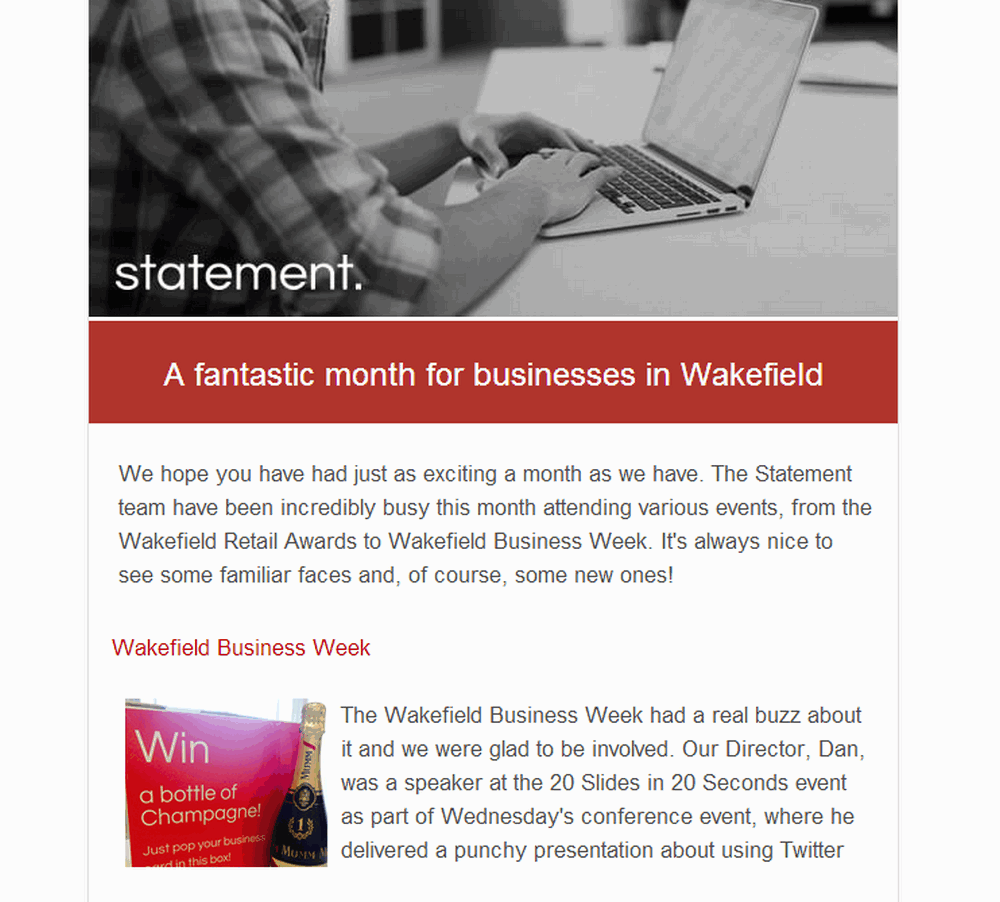 statement.
A fantastic month for businesses in Wakefield
We hope you have had just as exciting a month as we have. The Statement
team have been incredibly busy this month attending various events, from the
Wakefield Retail Awards to Wakefield Business Week. It's always nice to
see some familiar faces and, of course, some new ones!
Wakefield Business Week
Win
a bottle of
Champagne!
Just pop your business
card in this box!
MUMM
1
MUMM
The Wakefield Business Week had a real buzz about
it and we were glad to be involved. Our Director, Dan,
was a speaker at the 20 Slides in 20 Seconds event
as part of Wednesday's conference event, where he
delivered a punchy presentation about using Twitter